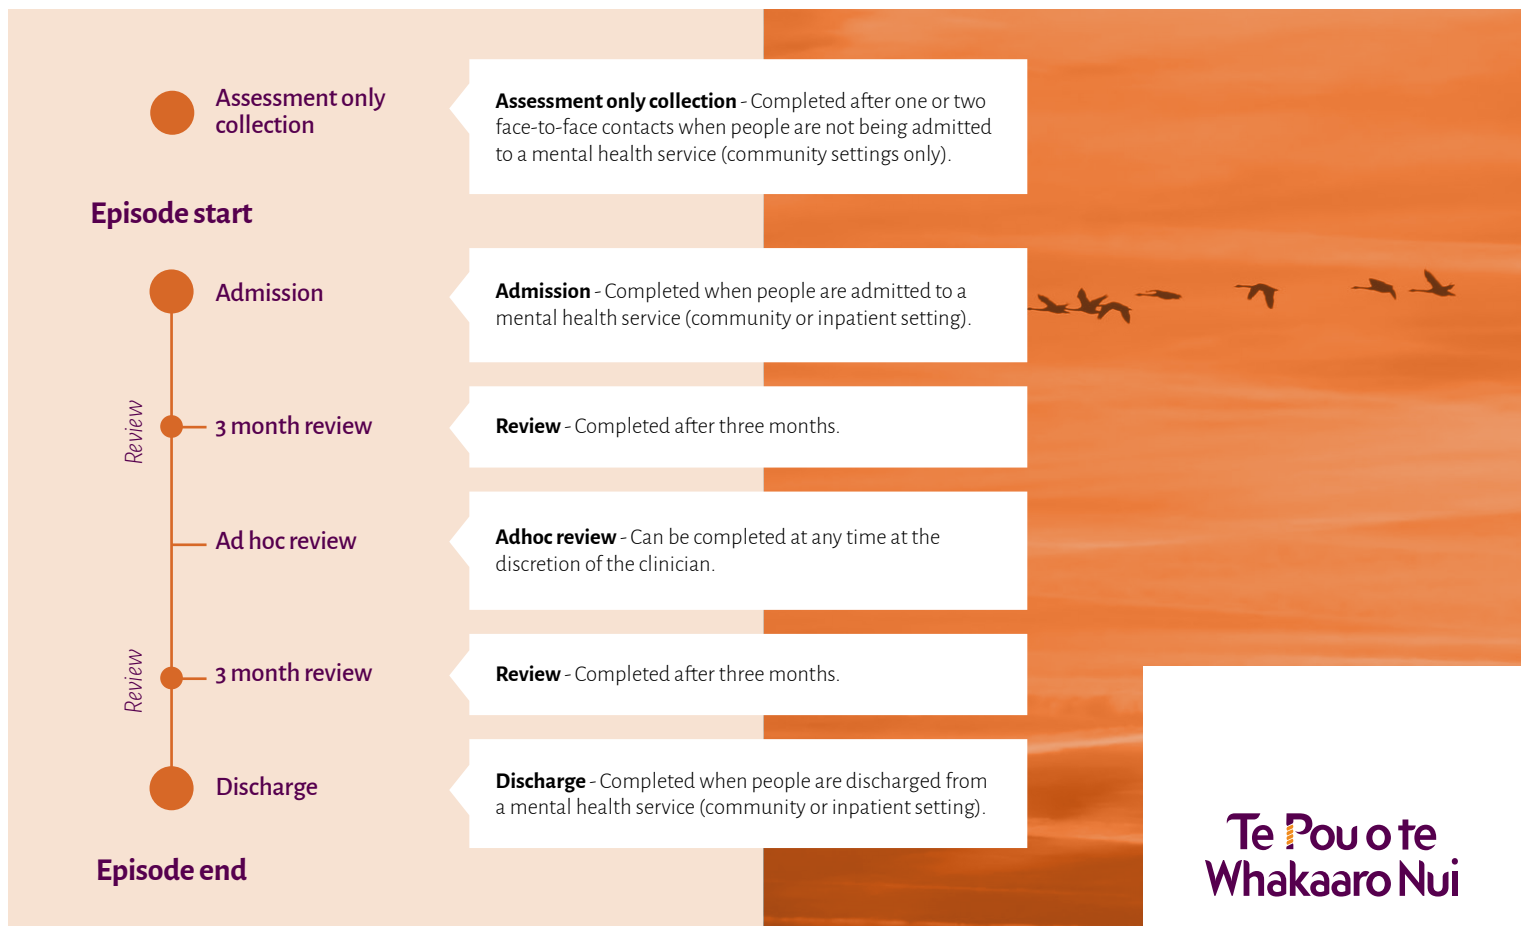 Assessment only
collection
Assessment only collection - Completed after one or two
face-to-face contacts when people are not being admitted
to a mental health service (community settings only).
Episode start
Admission
Admission - Completed when people are admitted to a
mental health service (community or inpatient setting).
Review
3 month review
Review - Completed after three months.
Ad hoc review
Adhoc review - Can be completed at any time at the
discretion of the clinician.
Review
3 month review
Review - Completed after three months.
Discharge
Discharge - Completed when people are discharged from
a mental health service (community or inpatient setting).
Episode end
Te Pou o te
Whakaaro Nui